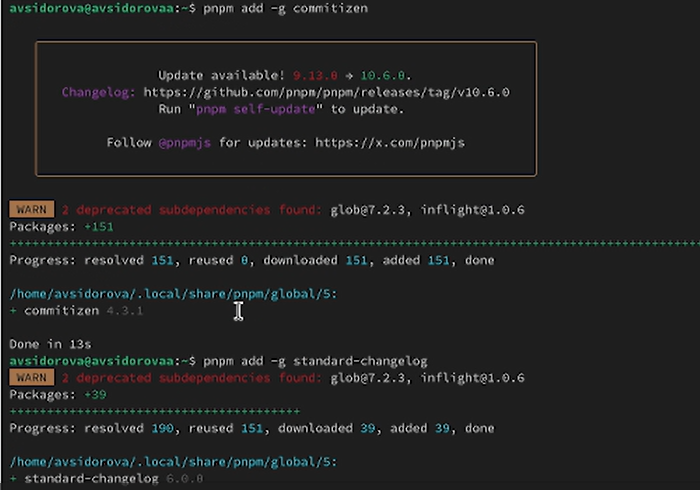 avsidorova@avsidorovaa:~$ pnpm add -g commitizen
Update available! 9.13.0 → 10.6.0.
Changelog: https://github.com/pnpm/pnpm/releases/tag/v10.6.0
Run "pnpm self-update" to update.
Follow @pnpmjs for updates: https://x.com/pnpmjs
WARN 2 deprecated subdependencies found: glob@7.2.3, inflight@1.0.6
Packages: +151
++++++++++++++++++++++++++++++++++++++++++++++++++++++++++++++++++++++++++++++++++++++++++++
Progress: resolved 151, reused 0, downloaded 151, added 151, done
/home/avsidorova/.local/share/pnpm/global/5:
+ commitizen 4.3.1
Done in 13s
avsidorova@avsidorovaa:~$ pnpm add -g standard-changelog
WARN 2 deprecated subdependencies found: glob@7.2.3, inflight@1.0.6
Packages: +39
+++++++++++++++++++++++++++++++++++++++
Progress: resolved 190, reused 151, downloaded 39, added 39, done
/home/avsidorova/.local/share/pnpm/global/5:
+ standard-changelog 6.0.0